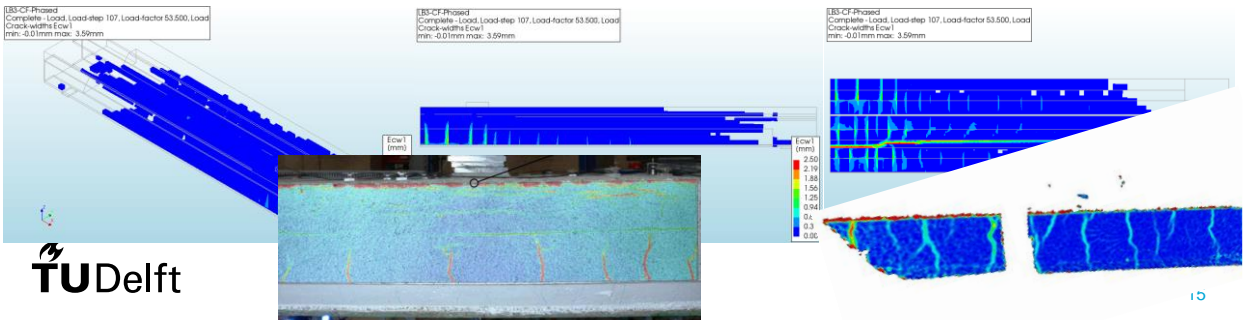 LB3-CF-Phased
Complete - Load, Load-step 107, Load-factor 53.500, Load
Crack-widths Ecw1
min: -0.01mm max: 3.59mm
LB3-CF-Phased
Complete - Load, Load-step 107, Load-factor 53.500, Load
Crack-widths Ecw1
min: -0.01mm max: 3.59mm
LB3-CF-Phased
Complete - Load, Load-step 107, Load-factor 53.500, Load
Crack-widths Ecw1
min: -0.01mm max: 3.59mm
Ecw1
(mm)
Ecw1
(mm)
2.50
2.19
1.88
1.56
1.25
0.94
0.3
TUDelft
15